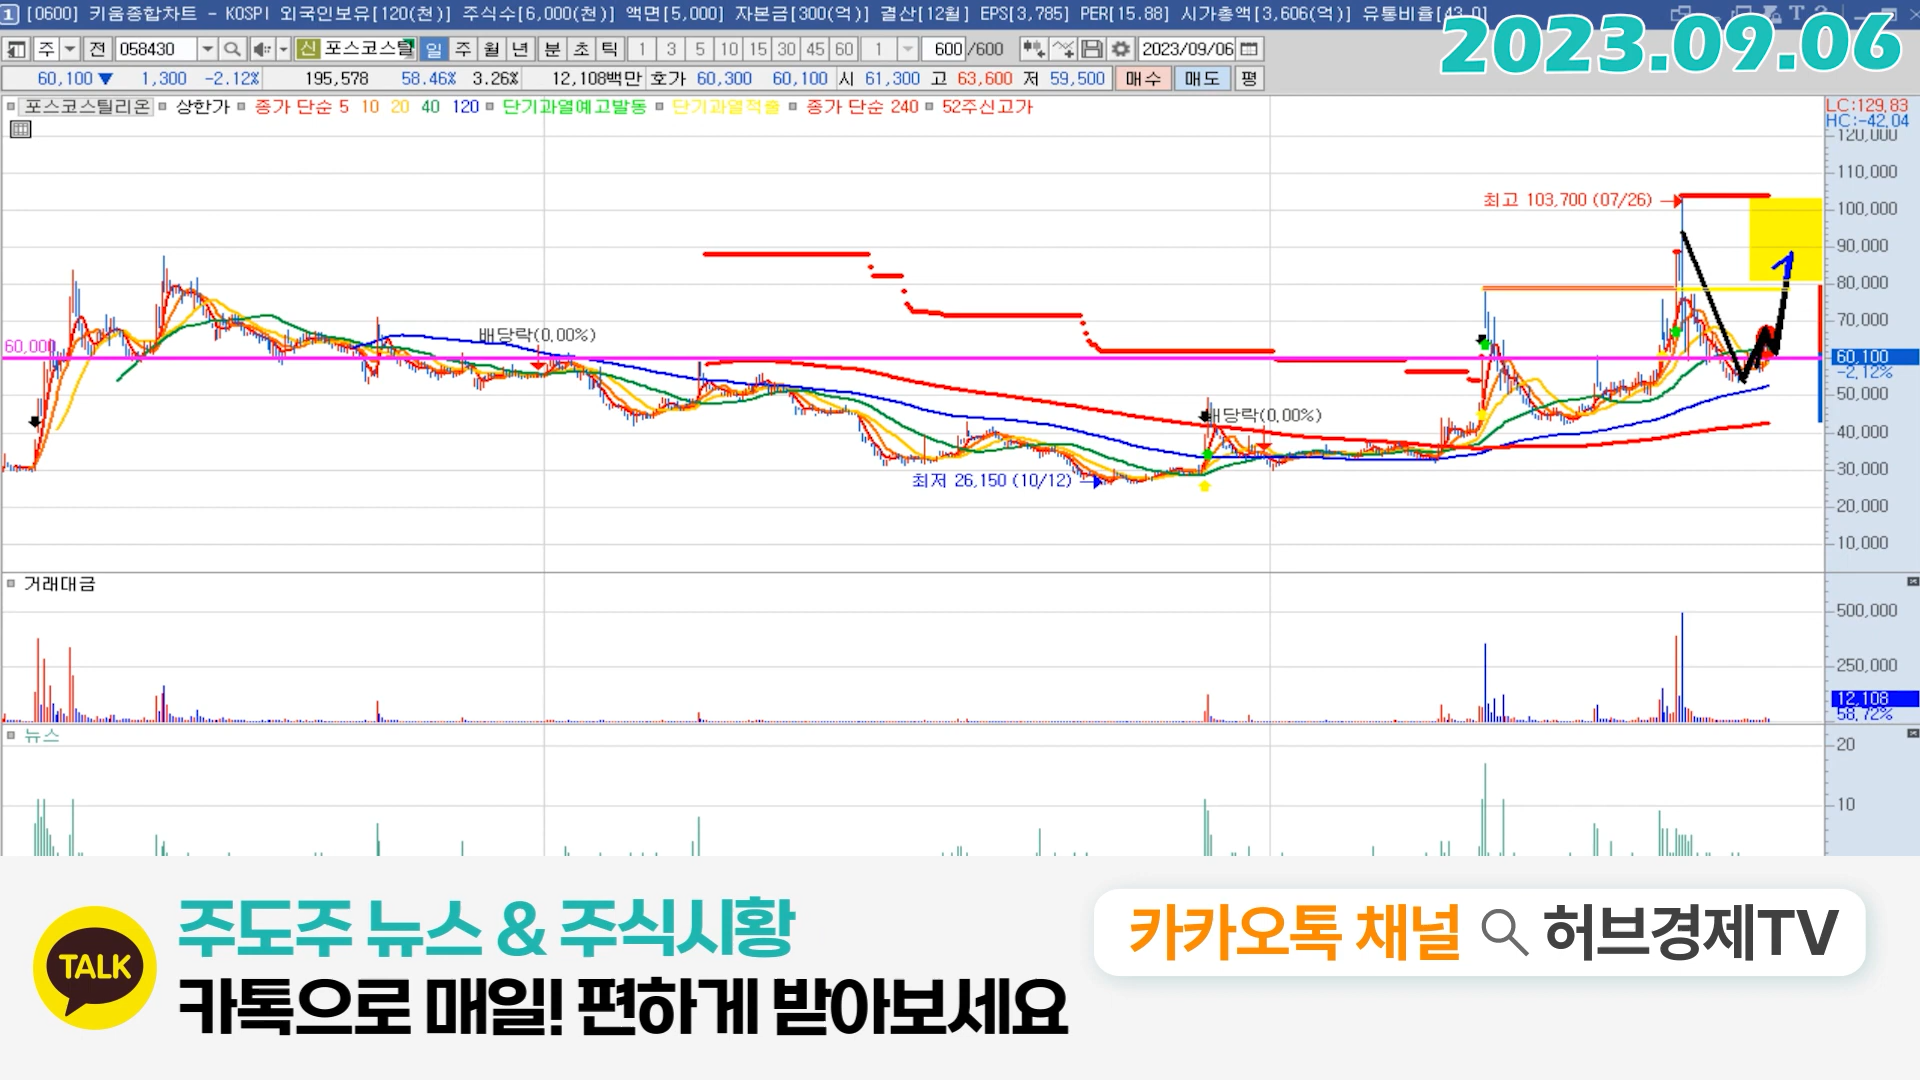 1 [0600] 키움종합차트 - KOSPI 외국인보유[120(천)] 주식수[6,000(천)] 액면[5,000] 자본금[300(억)] 결산[12월] EPS[3,785] PER[15.88] 시가총액[3,606(억)] 유통비율[43.0]
2023.09.06
주 전 058430 신 포스코스틸 일 주 월 년 분 초 틱 1 3 5 10 15 30 45 60 1 600 /600 2023/09/06
60,100 ▼ 1,300 -2.12% 195,578 58.46% 3.26% 12,108백만 호가 60,300 60,100 시 61,300 고 63,600 저 59,500 매수 매도 평
포스코스틸리온 상한가 종가 단순 5 10 20 40 120 단기과열예고발동 단기과열적출 종가 단순 240 52주신고가
LC:129.83
HC:-42.04
120,000
110,000
최고 103,700 (07/26)
100,000
90,000
80,000
70,000
배당락(0,00%)
60,000
60,100
-2.12%
50,000
배당락(0,00%)
40,000
30,000
최저 26,150 (10/12)
20,000
10,000
거래대금
500,000
250,000
12,108
58,72%
뉴스
20
10
TALK
주도주 뉴스 & 주식시황
카톡으로 매일! 편하게 받아보세요
카카오톡 채널 허브경제TV